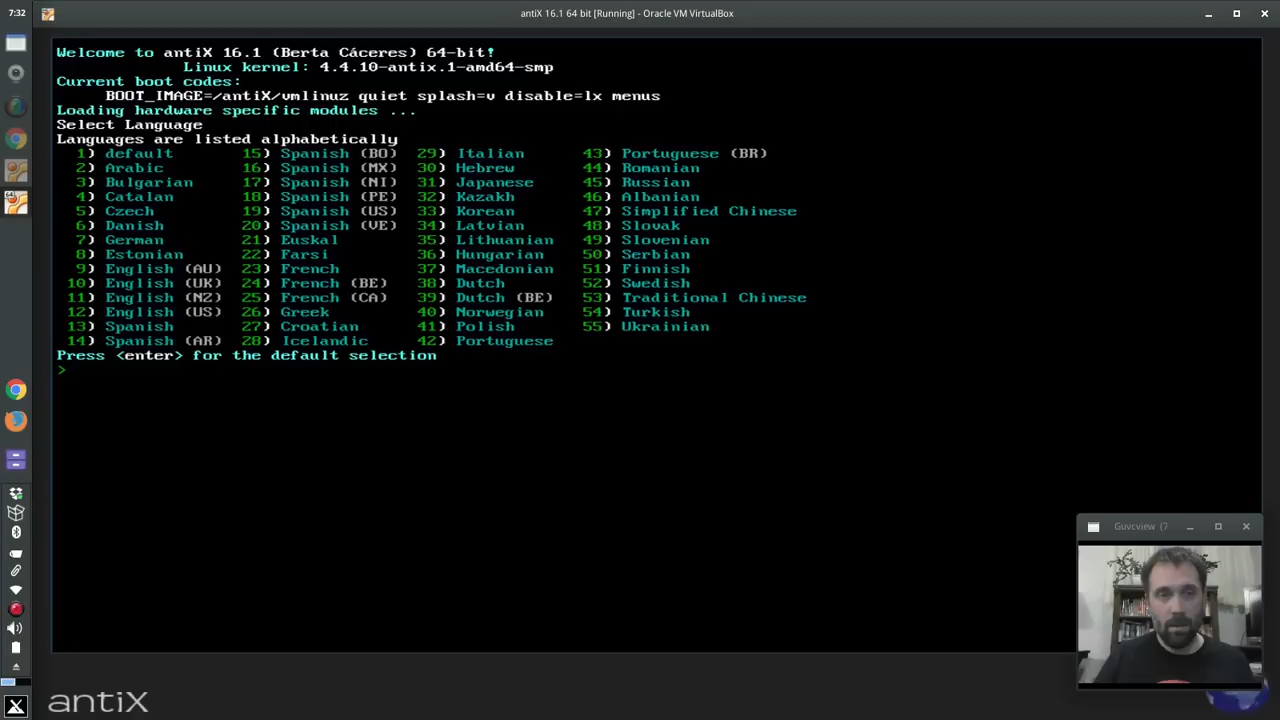 7:32
antiX 16.1 64 bit [Running] - Oracle VM VirtualBox
Welcome to antiX 16.1 (Berta Cáceres) 64-bit!
Linux kernel: 4.4.10-antix.1-amd64-smp
Current boot codes:
BOOT_IMAGE=/antiX/vmlinuz quiet splash=v disable=lx menus
Loading hardware specific modules ...
Select Language
Languages are listed alphabetically
1) default 15) Spanish (BO) 29) Italian 43) Portuguese (BR)
2) Arabic 16) Spanish (MX) 30) Hebrew 44) Romanian
3) Bulgarian 17) Spanish (NI) 31) Japanese 45) Russian
4) Catalan 18) Spanish (PE) 32) Kazakh 46) Albanian
5) Czech 19) Spanish (US) 33) Korean 47) Simplified Chinese
6) Danish 20) Spanish (VE) 34) Latvian 48) Slovak
7) German 21) Euskal 35) Lithuanian 49) Slovenian
8) Estonian 22) Farsi 36) Hungarian 50) Serbian
9) English (AU) 23) French 37) Macedonian 51) Finnish
10) English (UK) 24) French (BE) 38) Dutch 52) Swedish
11) English (NZ) 25) French (CA) 39) Dutch (BE) 53) Traditional Chinese
12) English (US) 26) Greek 40) Norwegian 54) Turkish
13) Spanish 27) Croatian 41) Polish 55) Ukrainian
14) Spanish (AR) 28) Icelandic 42) Portuguese
Press <enter> for the default selection
>
Guvcview (7
antiX